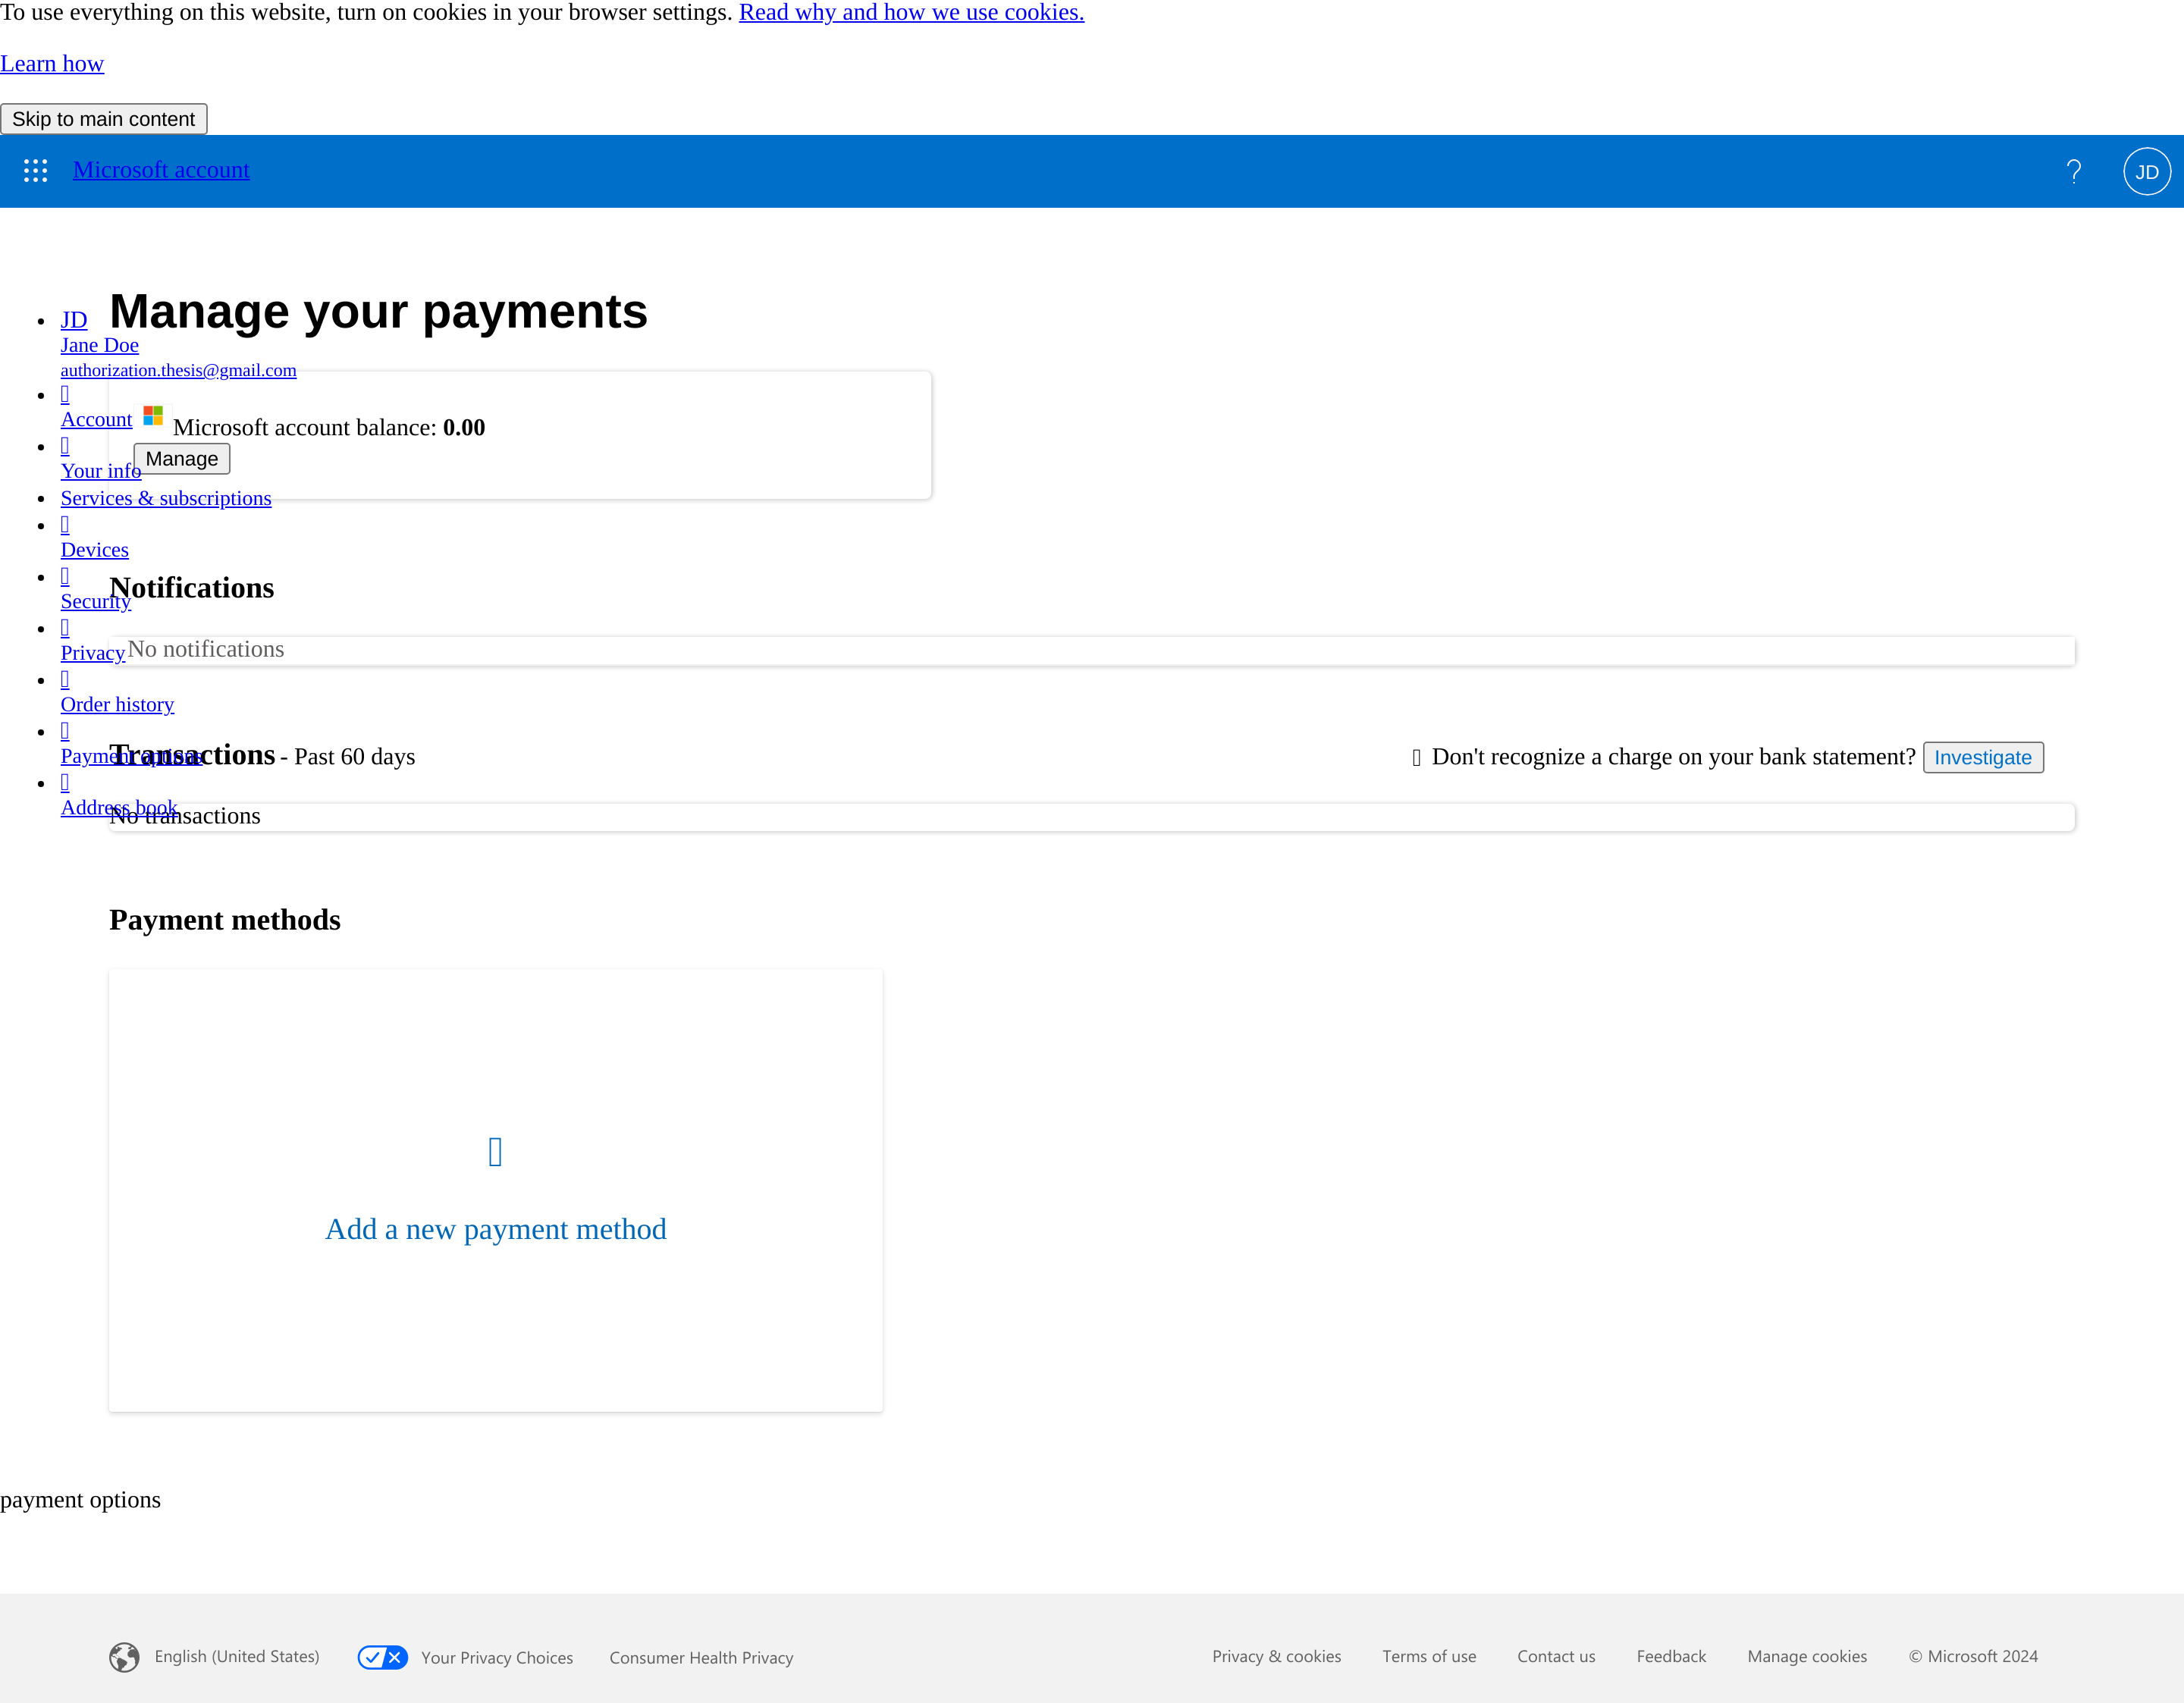 To use everything on this website, turn on cookies in your browser settings. Read why and how we use cookies.
Learn how
Skip to main content
Microsoft account
JD
Manage your payments
JD
Jane Doe
authorization.thesis@gmail.com
Account
Microsoft account balance: 0.00
Manage
Your info
Services & subscriptions
Devices
Notifications
Security
No notifications
Privacy
Order history
Transactions - Past 60 days
Don't recognize a charge on your bank statement? Investigate
Payment options
Address book
No transactions
Payment methods
Add a new payment method
payment options
English (United States)
Your Privacy Choices
Consumer Health Privacy
Privacy & cookies
Terms of use
Contact us
Feedback
Manage cookies
© Microsoft 2024